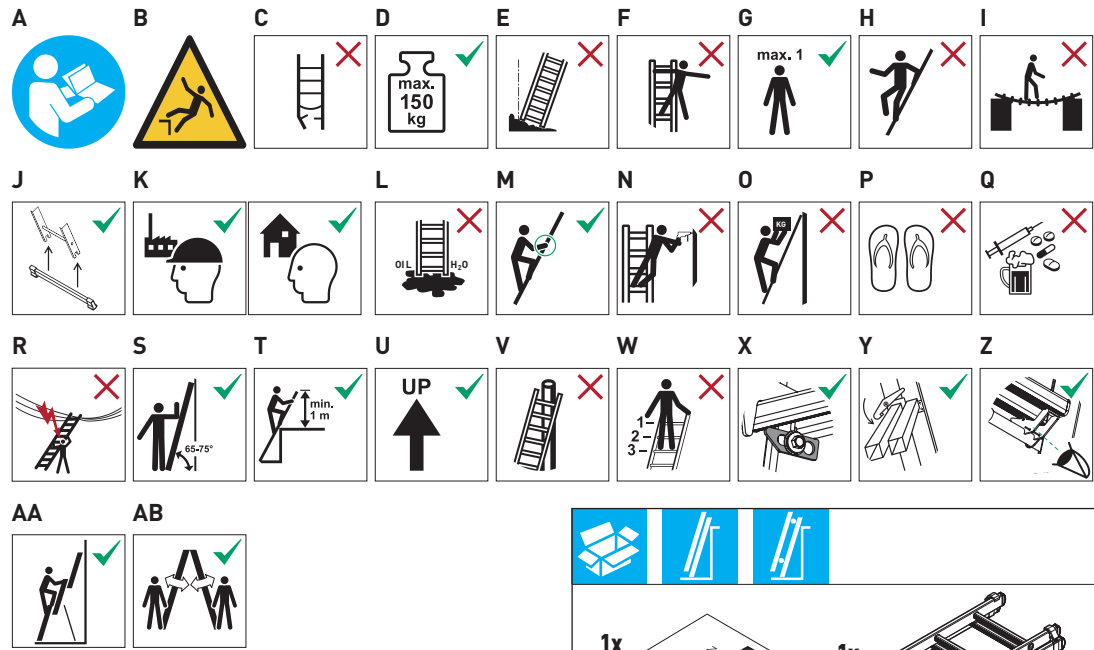 A B C D E F G H I
max. 150 kg
max. 1
J K L M N O P Q
OIL H₂O
KG
R S T U V W X Y Z
65-75°
min. 1 m
UP
1
2
3
AA AB
1x 1x